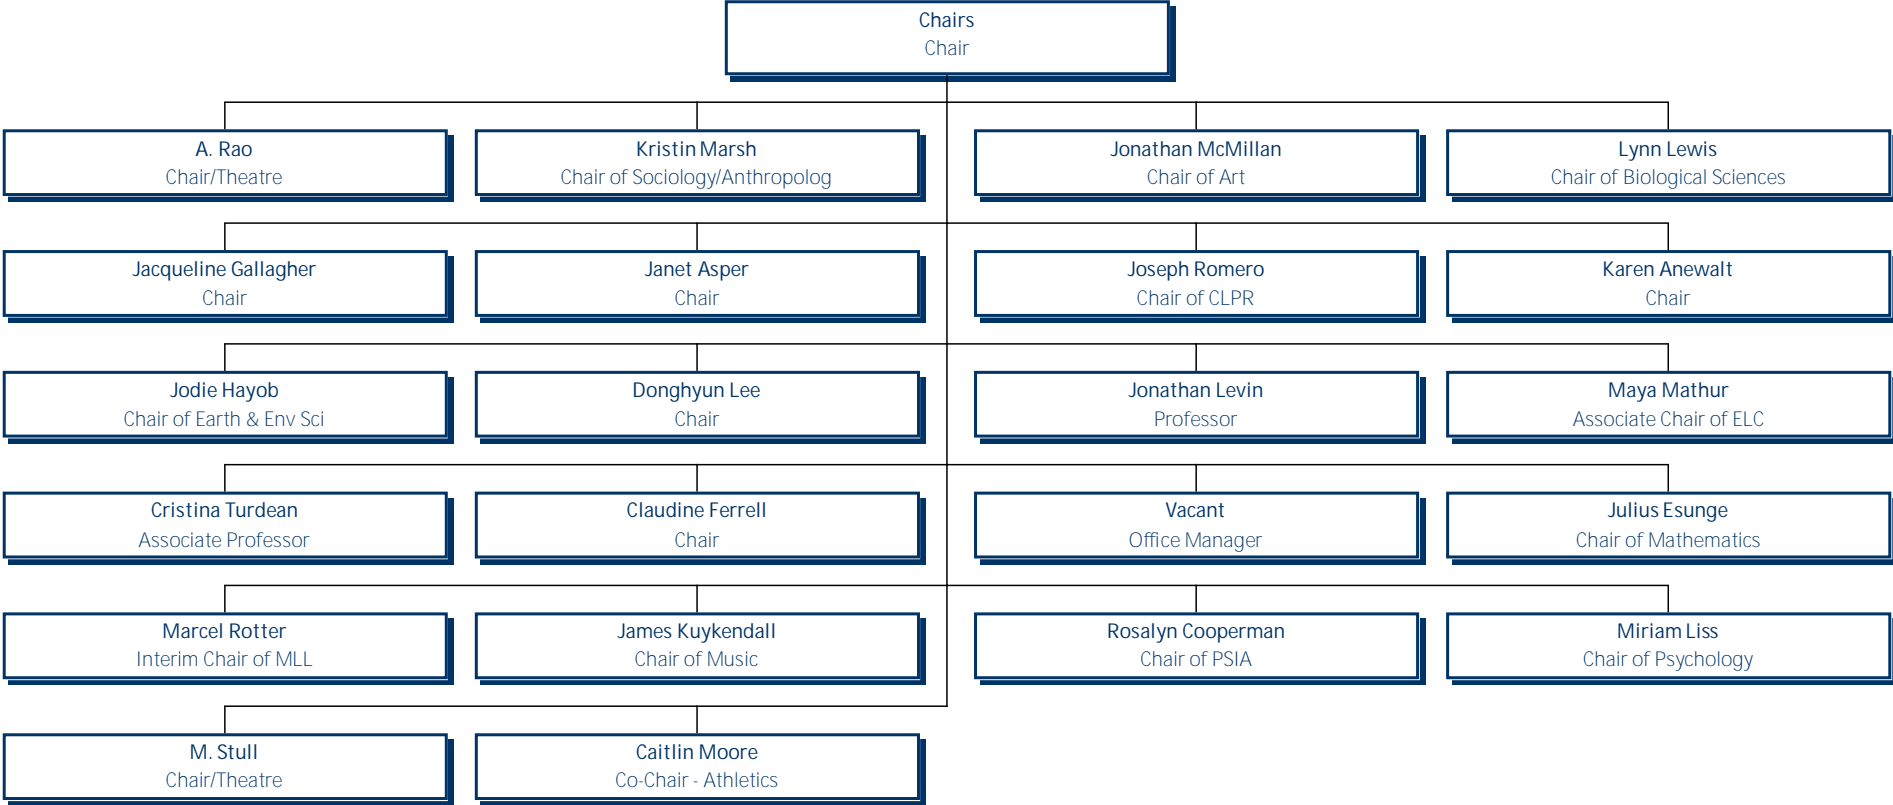 Chairs
Chair
A. Rao
Chair/Theatre
Kristin Marsh
Chair of Sociology/Anthropolog
Jonathan McMillan
Chair of Art
Lynn Lewis
Chair of Biological Sciences
Jacqueline Gallagher
Chair
Janet Asper
Chair
Joseph Romero
Chair of CLPR
Karen Anewalt
Chair
Jodie Hayob
Chair of Earth & Env Sci
Donghyun Lee
Chair
Jonathan Levin
Professor
Maya Mathur
Associate Chair of ELC
Cristina Turdean
Associate Professor
Claudine Ferrell
Chair
Vacant
Office Manager
Julius Esunge
Chair of Mathematics
Marcel Rotter
Interim Chair of MLL
James Kuykendall
Chair of Music
Rosalyn Cooperman
Chair of PSIA
Miriam Liss
Chair of Psychology
M. Stull
Chair/Theatre
Caitlin Moore
Co-Chair - Athletics